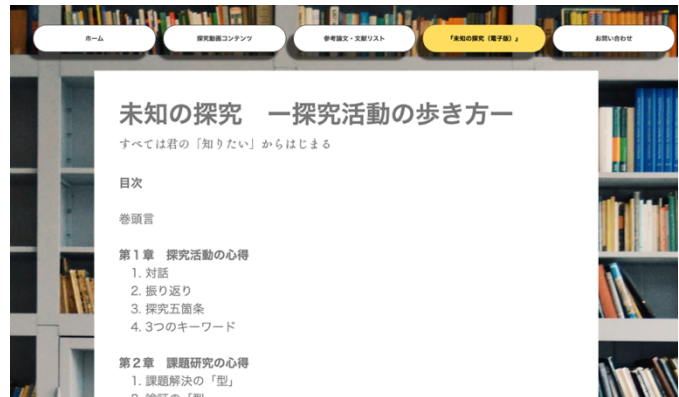 ホーム
探究動画コンテンツ
参考論文・文献リスト
『未知の探究（電子版）』
お問い合わせ
未知の探究　ー探究活動の歩き方ー
すべては君の「知りたい」からはじまる
目次
巻頭言
第１章　探究活動の心得
1. 対話
2. 振り返り
3. 探究五箇条
4. 3つのキーワード
第２章　課題研究の心得
1. 課題解決の「型」